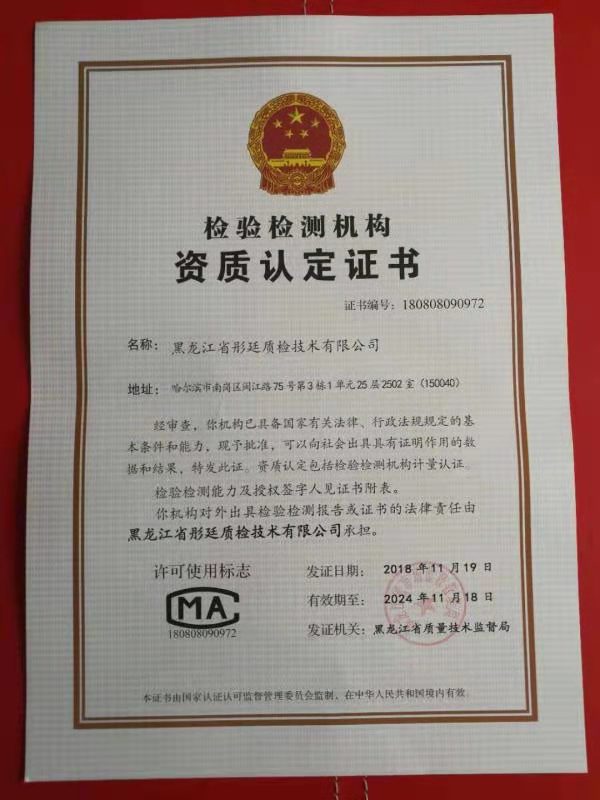 检验检测机构
资质认定证书
证书编号：180808090972
名称：黑龙江省彤廷质检技术有限公司
地址：哈尔滨市南岗区闽江路75号第3栋1单元25层2502室（150040）
经审查，你机构已具备国家有关法律、行政法规规定的基
本条件和能力，现予批准，可以向社会出具具有证明作用的数
据和结果，特发此证。资质认定包括检验检测机构计量认证。
检验检测能力及授权签字人见证书附表。
你机构对外出具检验检测报告或证书的法律责任由
黑龙江省彤廷质检技术有限公司承担。
许可使用标志
MA
180808090972
发证日期：2018年11月19日
有效期至：2024年11月18日
发证机关：黑龙江省质量技术监督局
本证书由国家认证认可监督管理委员会监制，在中华人民共和国境内有效。